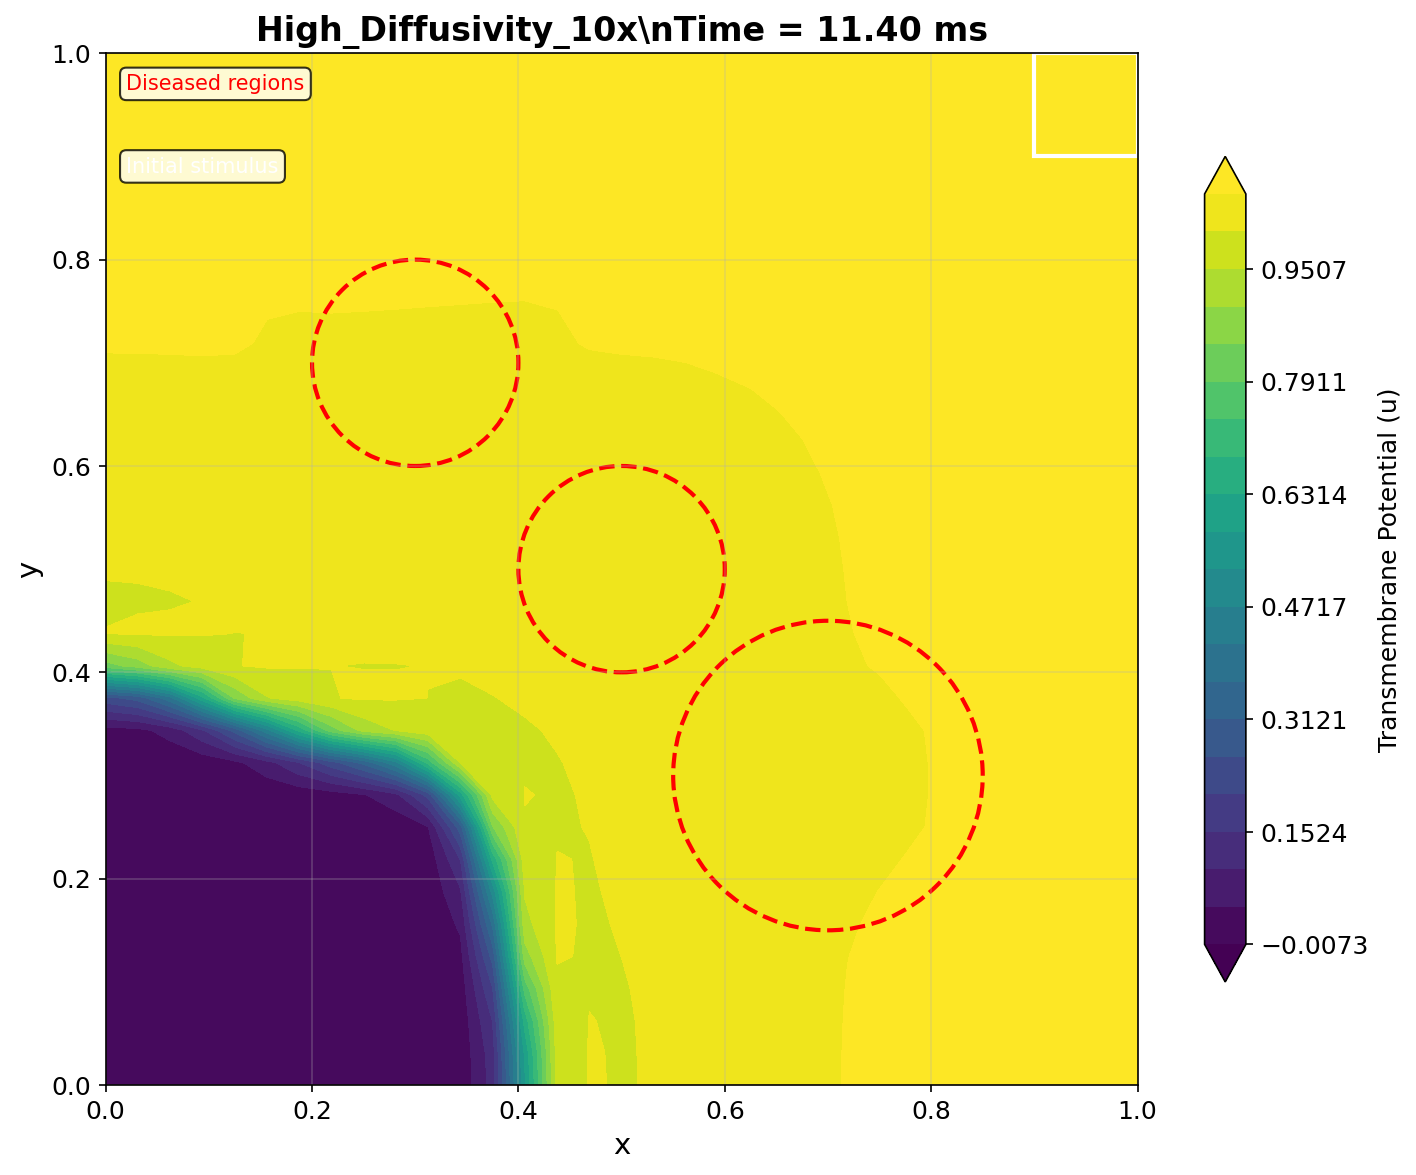 High_Diffusivity_10x\nTime = 11.40 ms
Diseased regions
Initial stimulus
1.0
0.8
0.6
0.4
0.2
0.0
y
0.0 0.2 0.4 0.6 0.8 1.0
x
0.9507
0.7911
0.6314
0.4717
0.3121
0.1524
−0.0073
Transmembrane Potential (u)